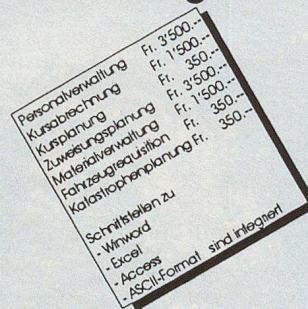 Personalverwaltung Fr. 3'500.--
Kursabrechnung Fr. 1'500.--
Kursplanung Fr. 350.--
Zuweisungsplanung Fr. 3'500.--
Materialverwaltung Fr. 1'500.--
Fahrzeugrequisition Fr. 350.--
Katastrophenplanung Fr. 350.--
Schnittstellen zu
- Winword
- Excel
- Access
- ASCII-Format sind integriert